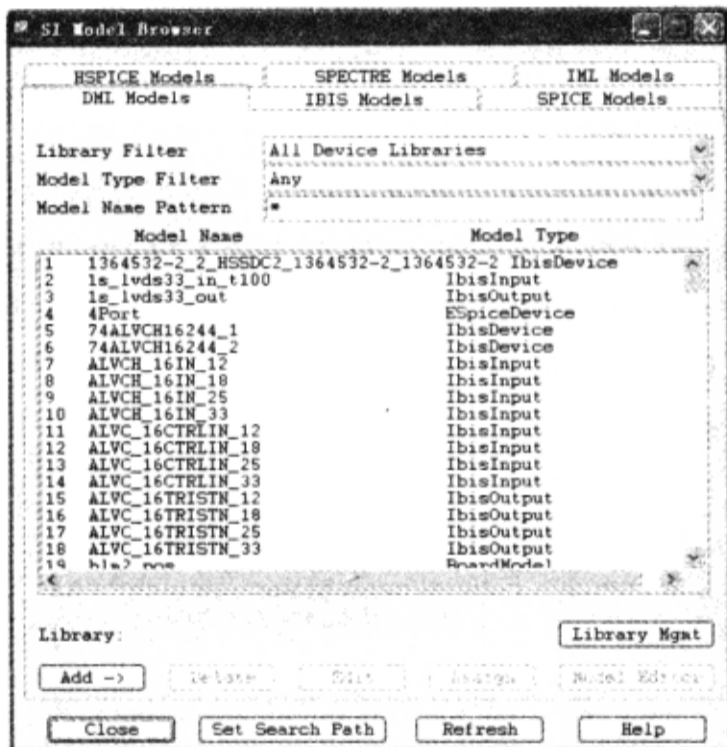 SI Model Browser
HSPICE Models SPECTRE Models IML Models
DML Models IBIS Models SPICE Models
Library Filter All Device Libraries
Model Type Filter Any
Model Name Pattern *
Model Name Model Type
1 1364532-2_2_HSSDC2_1364532-2_1364532-2 IbisDevice
2 1s_lvds33_in_t100 IbisInput
3 1s_lvds33_out IbisOutput
4 4Port ESpiceDevice
5 74ALVCH16244_1 IbisDevice
6 74ALVCH16244_2 IbisDevice
7 ALVCH_16IN_12 IbisInput
8 ALVCH_16IN_18 IbisInput
9 ALVCH_16IN_25 IbisInput
10 ALVCH_16IN_33 IbisInput
11 ALVC_16CTRLIN_12 IbisInput
12 ALVC_16CTRLIN_18 IbisInput
13 ALVC_16CTRLIN_25 IbisInput
14 ALVC_16CTRLIN_33 IbisInput
15 ALVC_16TRISTN_12 IbisOutput
16 ALVC_16TRISTN_18 IbisOutput
17 ALVC_16TRISTN_25 IbisOutput
18 ALVC_16TRISTN_33 IbisOutput
19 blm2_pos BoardModel
Library: Library Mgmt
Add -> Delete Edit Assign Model Editor
Close Set Search Path Refresh Help